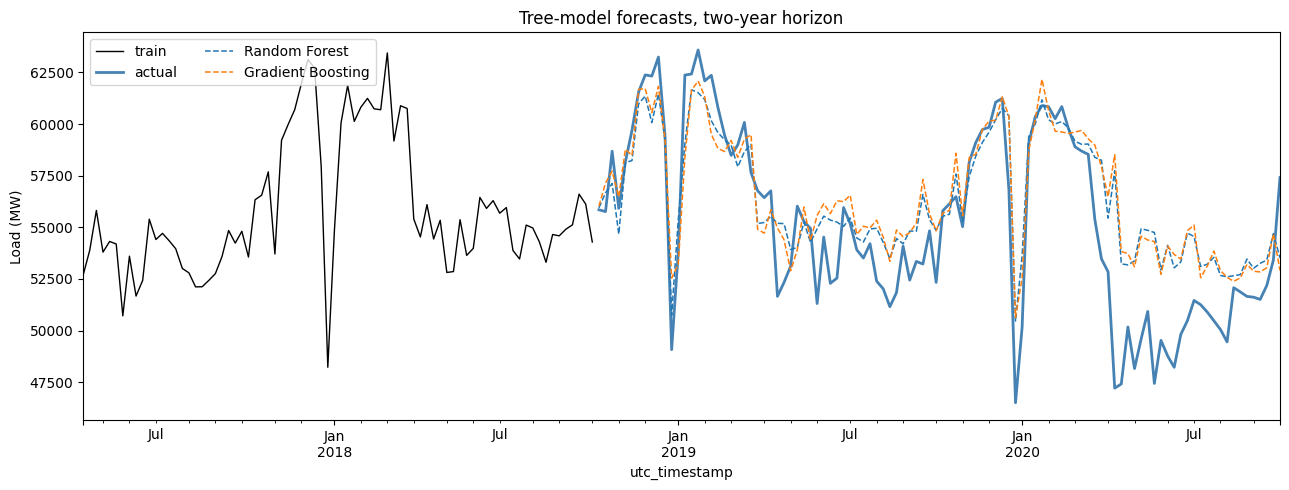 Tree-model forecasts, two-year horizon
train
actual
Random Forest
Gradient Boosting
Load (MW)
62500
60000
57500
55000
52500
50000
47500
Jul
Jan
2018
Jul
Jan
2019
Jul
Jan
2020
Jul
utc_timestamp